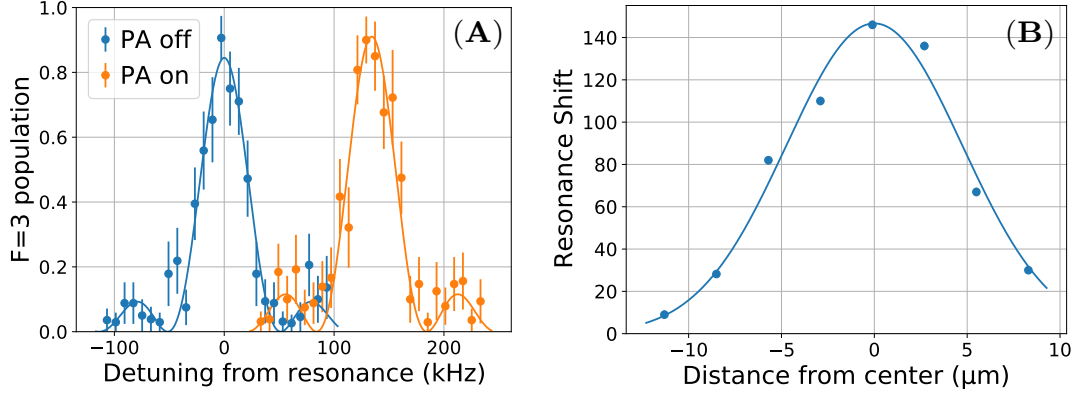 (A)
PA off
PA on
F=3 population
1.0
0.8
0.6
0.4
0.2
0.0
−100
0
100
200
Detuning from resonance (kHz)
(B)
Resonance Shift
140
120
100
80
60
40
20
0
−10
−5
0
5
10
Distance from center (μm)